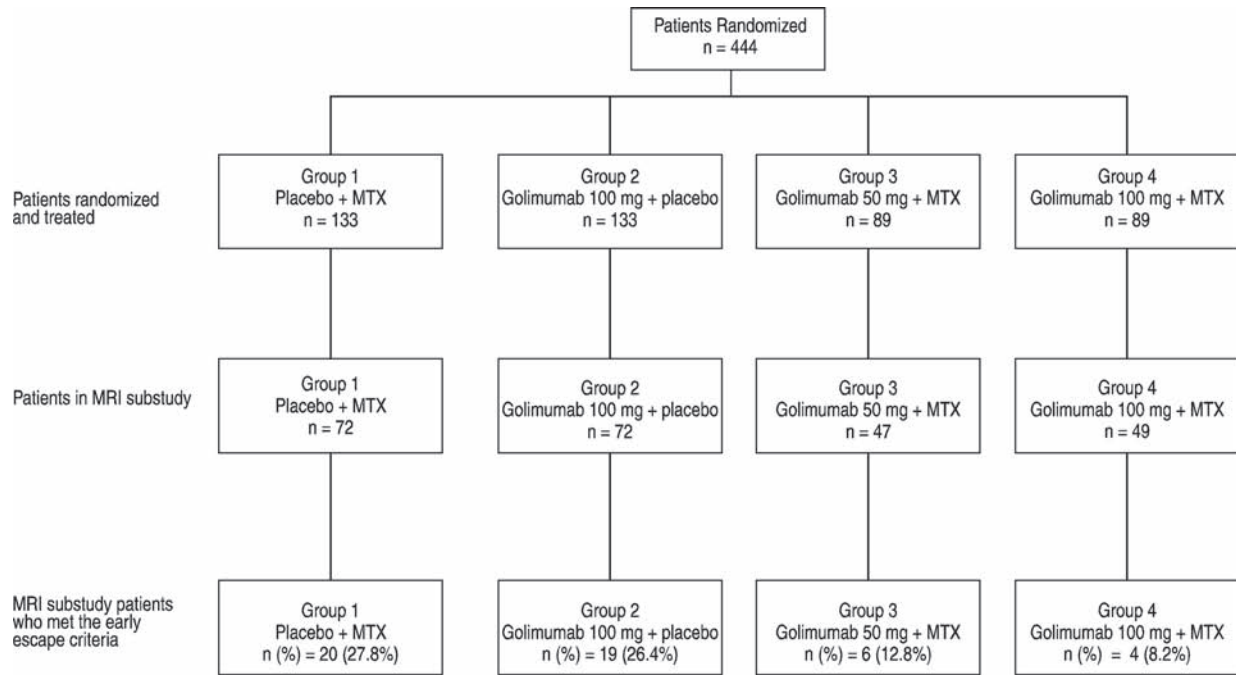 Patients Randomized
n = 444
Patients randomized
and treated
Group 1
Placebo + MTX
n = 133
Group 2
Golimumab 100 mg + placebo
n = 133
Group 3
Golimumab 50 mg + MTX
n = 89
Group 4
Golimumab 100 mg + MTX
n = 89
Patients in MRI substudy
Group 1
Placebo + MTX
n = 72
Group 2
Golimumab 100 mg + placebo
n = 72
Group 3
Golimumab 50 mg + MTX
n = 47
Group 4
Golimumab 100 mg + MTX
n = 49
MRI substudy patients
who met the early
escape criteria
Group 1
Placebo + MTX
n (%) = 20 (27.8%)
Group 2
Golimumab 100 mg + placebo
n (%) = 19 (26.4%)
Group 3
Golimumab 50 mg + MTX
n (%) = 6 (12.8%)
Group 4
Golimumab 100 mg + MTX
n (%) = 4 (8.2%)